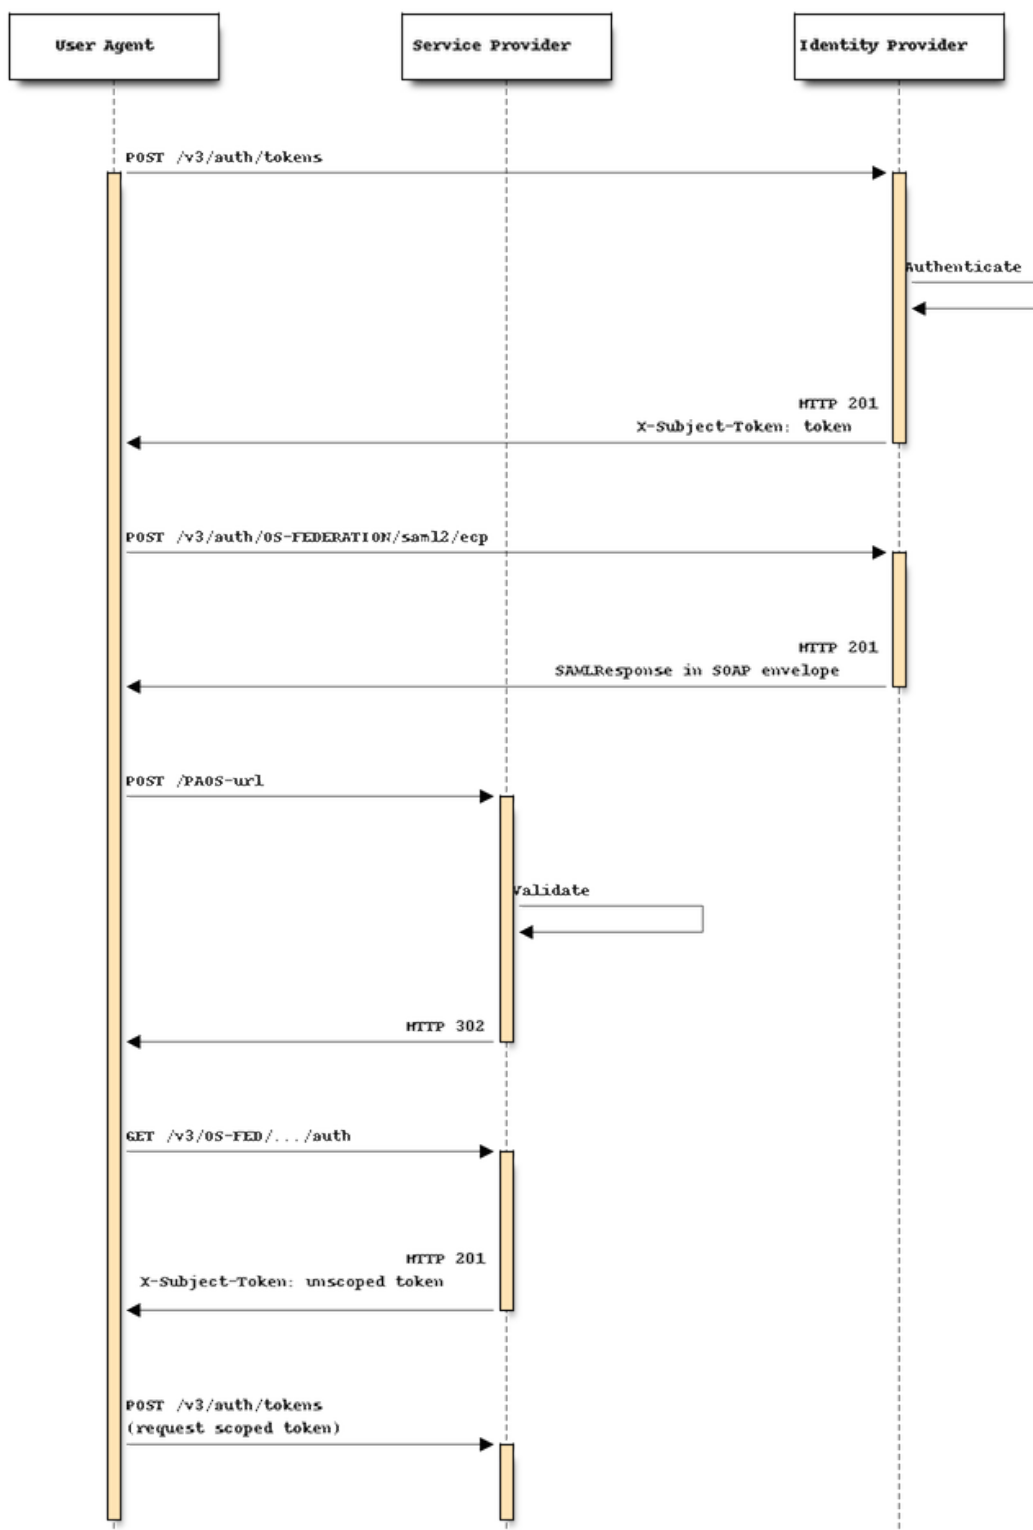 User Agent
Service Provider
Identity Provider
POST /v3/auth/tokens
Authenticate
HTTP 201
X-Subject-Token: token
POST /v3/auth/OS-FEDERATION/saml2/ecp
HTTP 201
SAMLResponse in SOAP envelope
POST /PAOS-url
Validate
HTTP 302
GET /v3/OS-FED/.../auth
HTTP 201
X-Subject-Token: unscoped token
POST /v3/auth/tokens
(request scoped token)